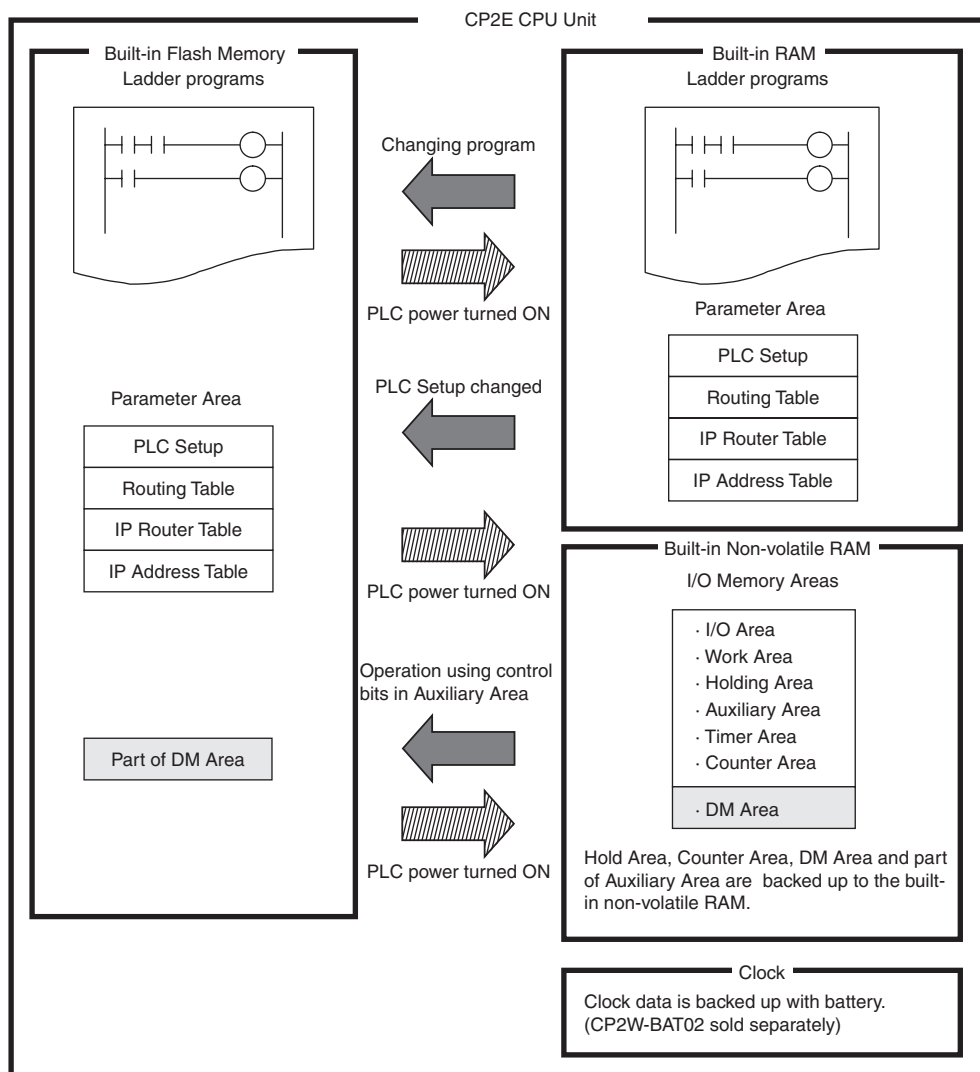 CP2E CPU Unit
Built-in Flash Memory
Ladder programs
Parameter Area
PLC Setup
Routing Table
IP Router Table
IP Address Table
Part of DM Area
Changing program
PLC power turned ON
PLC Setup changed
PLC power turned ON
Operation using control
bits in Auxiliary Area
PLC power turned ON
Built-in RAM
Ladder programs
Parameter Area
PLC Setup
Routing Table
IP Router Table
IP Address Table
Built-in Non-volatile RAM
I/O Memory Areas
· I/O Area
· Work Area
· Holding Area
· Auxiliary Area
· Timer Area
· Counter Area
· DM Area
Hold Area, Counter Area, DM Area and part
of Auxiliary Area are backed up to the built-
in non-volatile RAM.
Clock
Clock data is backed up with battery.
(CP2W-BAT02 sold separately)